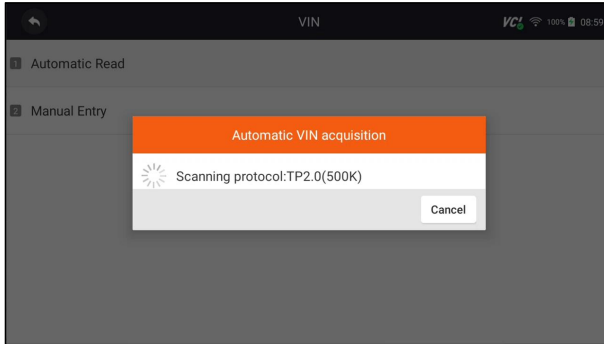 VIN
VCI 100% 08:59
1 Automatic Read
2 Manual Entry
Automatic VIN acquisition
Scanning protocol:TP2.0(500K)
Cancel